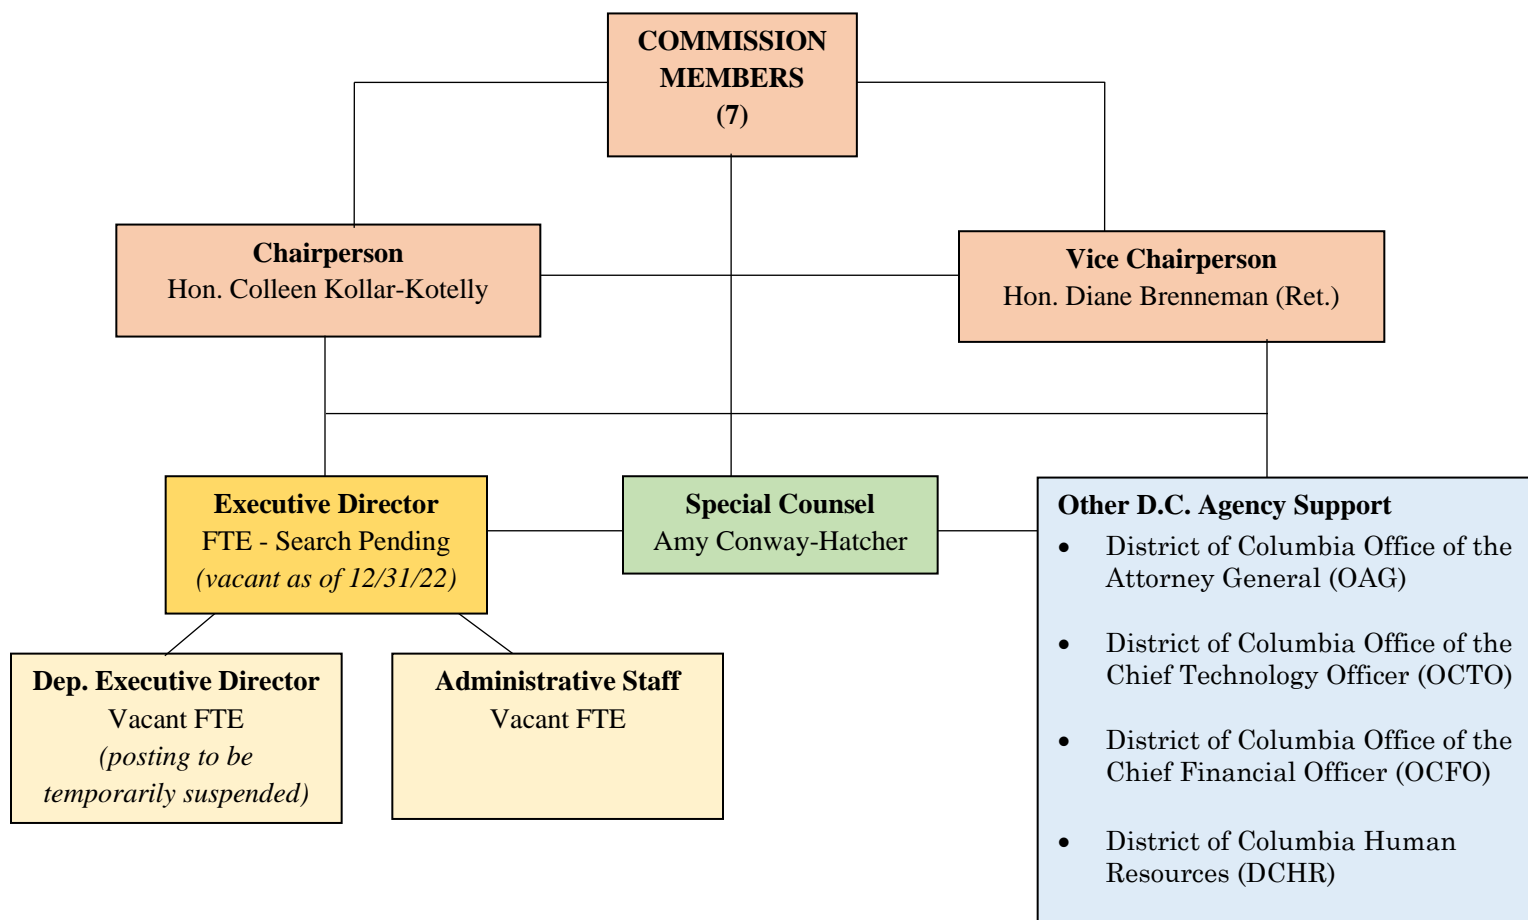 COMMISSION
MEMBERS
(7)
Chairperson
Hon. Colleen Kollar-Kotelly
Vice Chairperson
Hon. Diane Brenneman (Ret.)
Executive Director
FTE - Search Pending
(vacant as of 12/31/22)
Special Counsel
Amy Conway-Hatcher
Other D.C. Agency Support
• District of Columbia Office of the
Attorney General (OAG)
• District of Columbia Office of the
Chief Technology Officer (OCTO)
• District of Columbia Office of the
Chief Financial Officer (OCFO)
• District of Columbia Human
Resources (DCHR)
Dep. Executive Director
Vacant FTE
(posting to be
temporarily suspended)
Administrative Staff
Vacant FTE